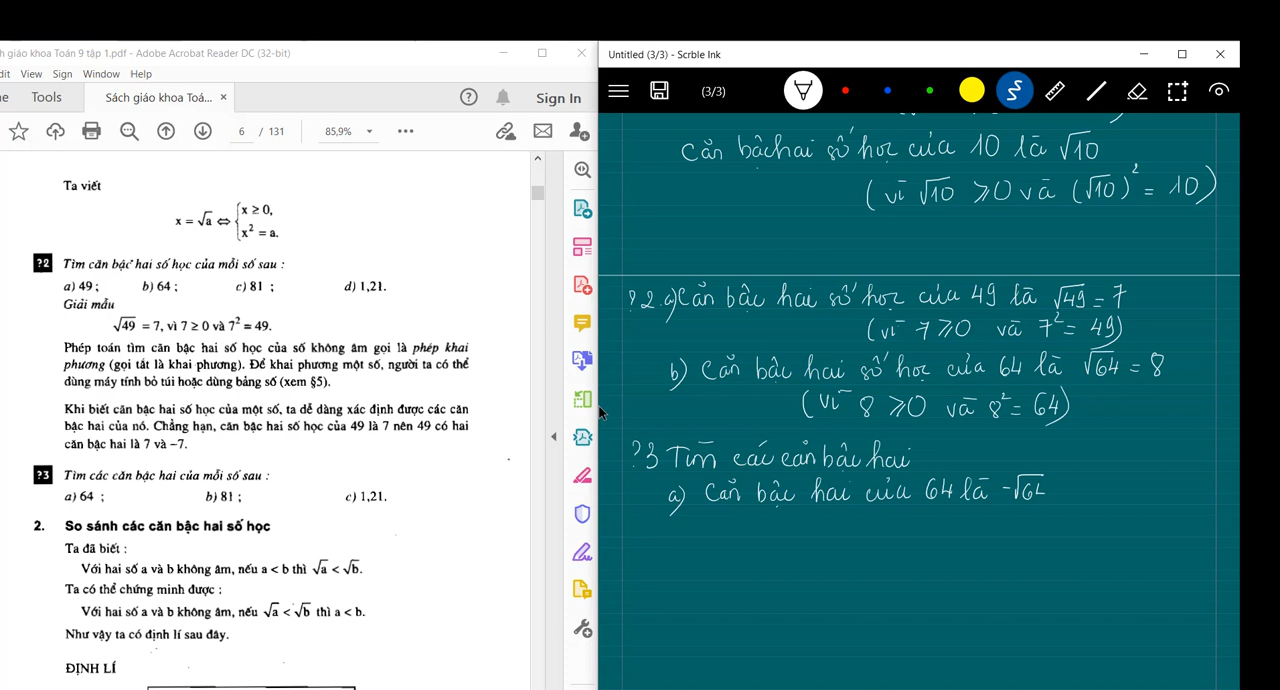 h giáo khoa Toán 9 tập 1.pdf - Adobe Acrobat Reader DC (32-bit)
dit View Sign Window Help
ne Tools Sách giáo khoa Toá... × Sign In
6 / 131 85,9%
Ta viết
x = √a ⇔ { x ≥ 0,
x² = a.
?2 Tìm căn bậc hai số học của mỗi số sau :
a) 49 ; b) 64 ; c) 81 ; d) 1,21.
Giải mẫu
√49 = 7, vì 7 ≥ 0 và 7² = 49.
Phép toán tìm căn bậc hai số học của số không âm gọi là phép khai
phương (gọi tắt là khai phương). Để khai phương một số, người ta có thể
dùng máy tính bỏ túi hoặc dùng bảng số (xem §5).
Khi biết căn bậc hai số học của một số, ta dễ dàng xác định được các căn
bậc hai của nó. Chẳng hạn, căn bậc hai số học của 49 là 7 nên 49 có hai
căn bậc hai là 7 và −7.
?3 Tìm các căn bậc hai của mỗi số sau :
a) 64 ; b) 81 ; c) 1,21.
2. So sánh các căn bậc hai số học
Ta đã biết :
Với hai số a và b không âm, nếu a < b thì √a < √b.
Ta có thể chứng minh được :
Với hai số a và b không âm, nếu √a < √b thì a < b.
Như vậy ta có định lí sau đây.
ĐỊNH LÍ
Untitled (3/3) - Scrble Ink
(3/3)
Căn bậc hai số học của 10 là √10
(vì √10 ≥ 0 và (√10)² = 10)
?2. a) Căn bậc hai số học của 49 là √49 = 7
(vì 7 ≥ 0 và 7² = 49)
b) Căn bậc hai số học của 64 là √64 = 8
(vì 8 ≥ 0 và 8² = 64)
?3 Tìm các căn bậc hai
a) Căn bậc hai của 64 là -√64